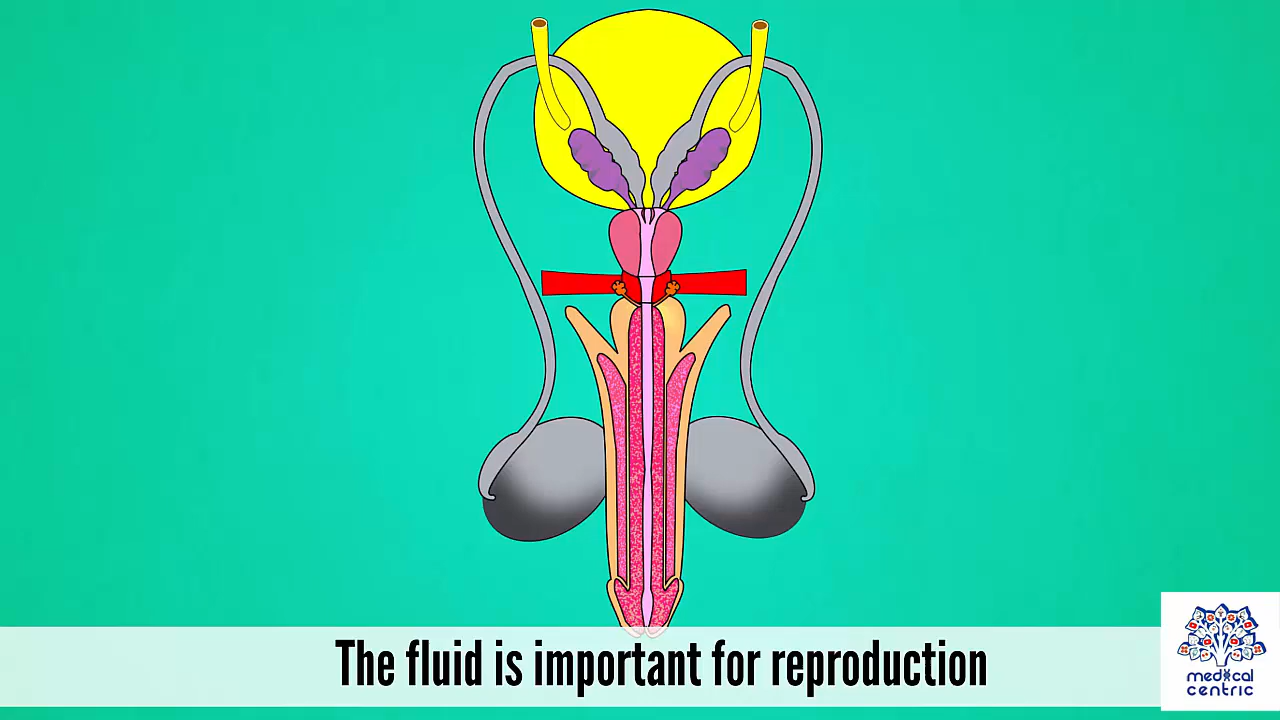 The fluid is important for reproduction
medical
centric